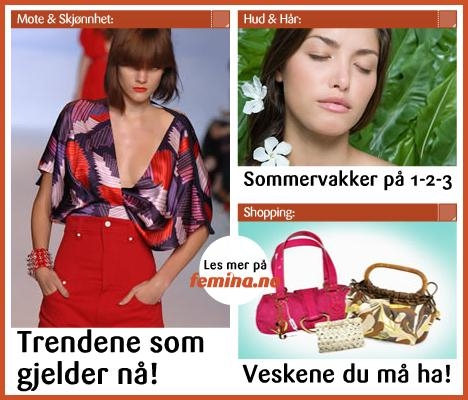 Mote & Skjønnhet:
Trendene som
gjelder nå!
Hud & Hår:
Sommervakker på 1-2-3
Shopping:
Les mer på
femina.no
Veskene du må ha!